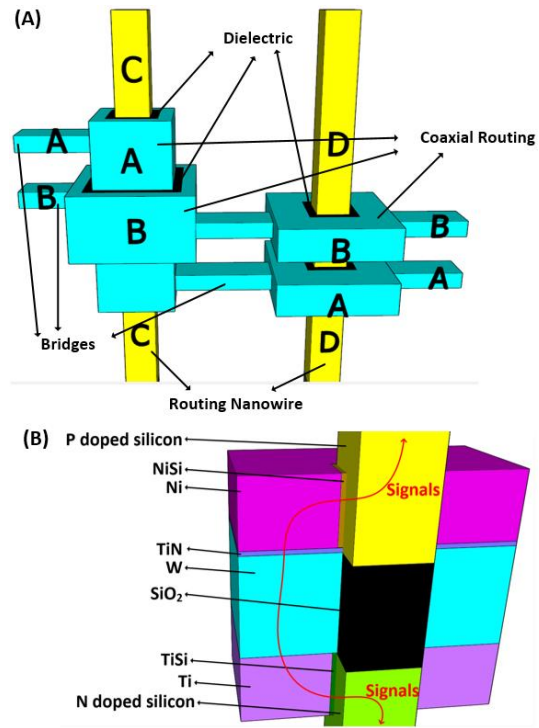 (A)
Dielectric
C
D
Coaxial Routing
A
A
B
B
B
B
A
A
Bridges
C
D
Routing Nanowire
(B)
P doped silicon
NiSi
Ni
Signals
TiN
W
SiO₂
TiSi
Ti
N doped silicon
Signals